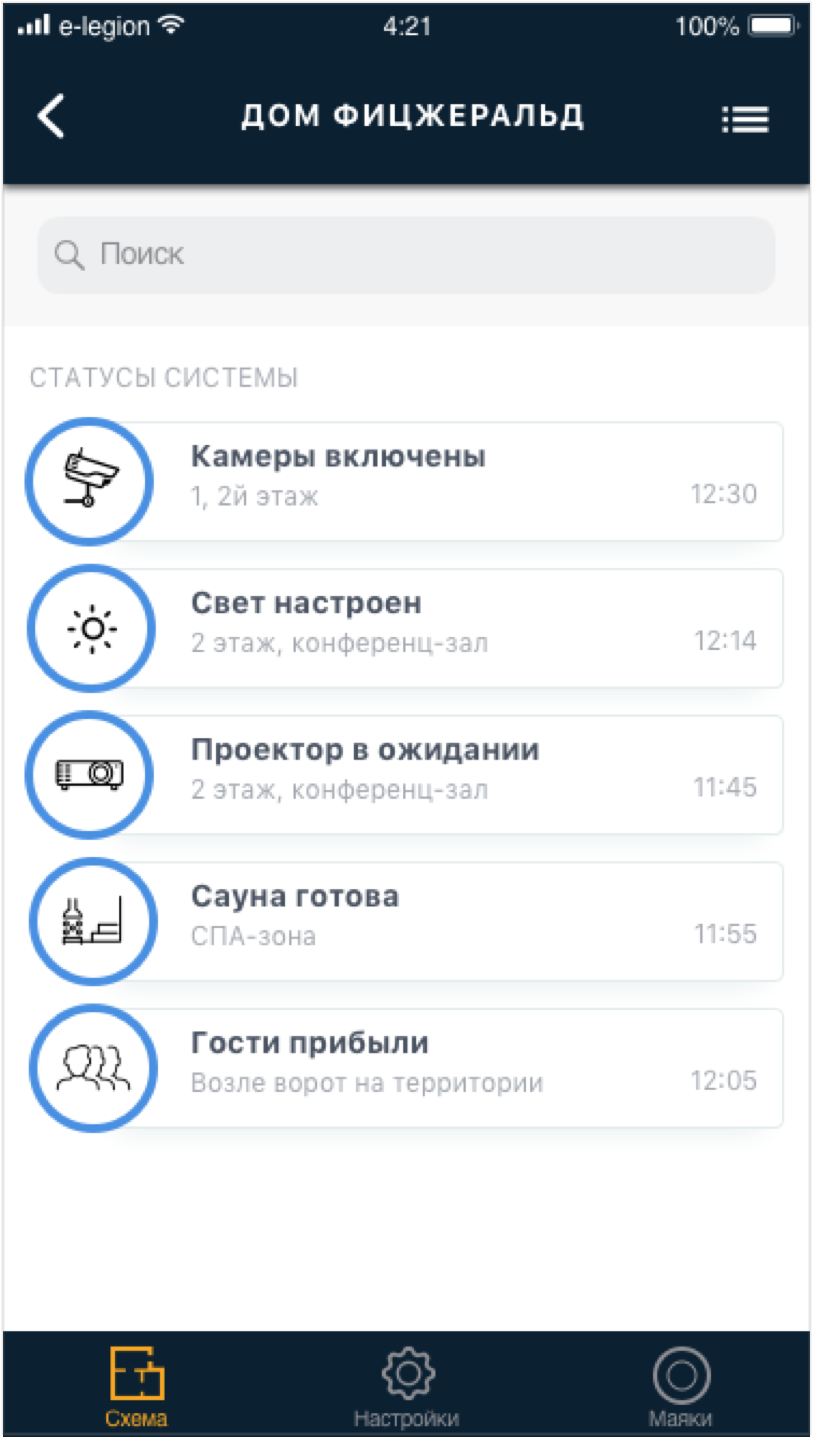 e-legion 4:21 100%
ДОМ ФИЦЖЕРАЛЬД
Поиск
СТАТУСЫ СИСТЕМЫ
Камеры включены
1, 2й этаж 12:30
Свет настроен
2 этаж, конференц-зал 12:14
Проектор в ожидании
2 этаж, конференц-зал 11:45
Сауна готова
СПА-зона 11:55
Гости прибыли
Возле ворот на территории 12:05
Схема Настройки Маяки